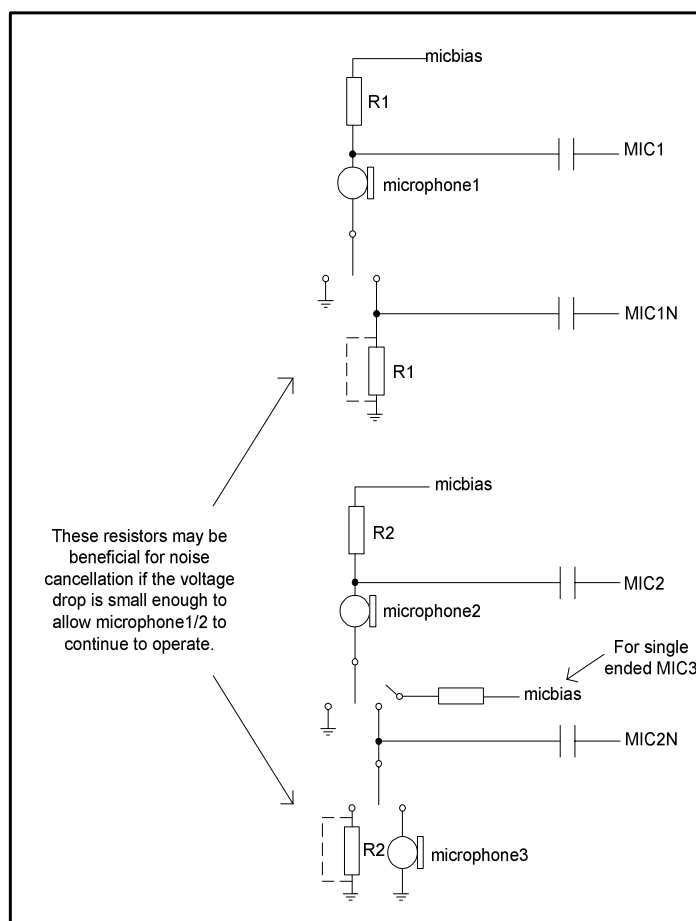 micbias
R1
MIC1
microphone1
MIC1N
R1
micbias
These resistors may be
beneficial for noise
cancellation if the voltage
drop is small enough to
allow microphone1/2 to
continue to operate.
R2
MIC2
microphone2
For single
ended MIC3
micbias
MIC2N
R2
microphone3